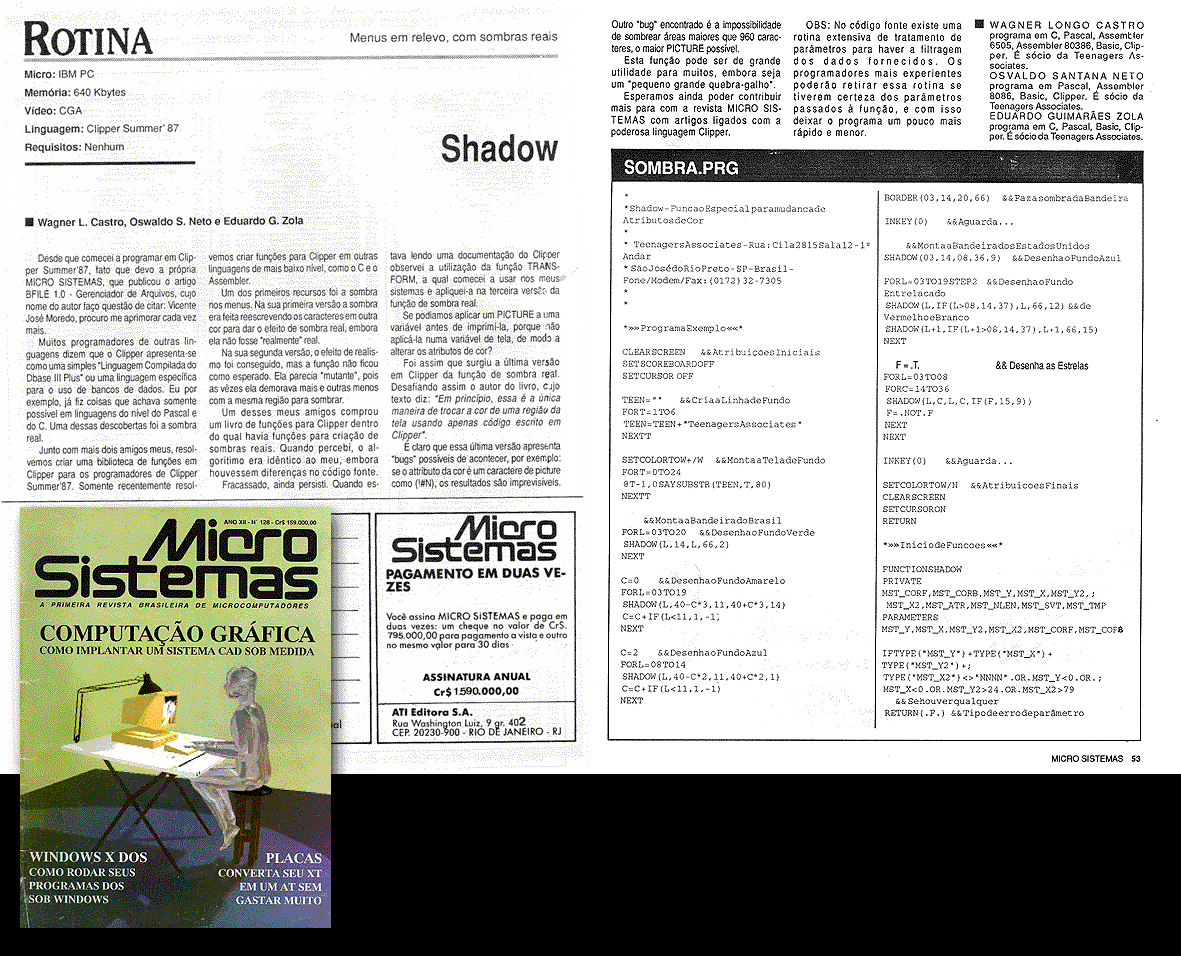 ROTINA
Menus em relevo, com sombras reais
Micro: IBM PC
Memória: 640 Kbytes
Vídeo: CGA
Linguagem: Clipper Summer' 87
Requisitos: Nenhum
Shadow
Wagner L. Castro, Oswaldo S. Neto e Eduardo G. Zola
Desde que comecei a programar em Clip-
per Summer'87, fato que devo a própria
MICRO SISTEMAS, que publicou o artigo
BFILE 1.0 - Gerenciador de Arquivos, cujo
nome do autor faço questão de citar: Vicente
José Moredo, procuro me aprimorar cada vez
mais.
Muitos programadores de outras lin-
guagens dizem que o Clipper apresenta-se
como uma simples "Linguagem Compilada do
Dbase III Plus" ou uma linguagem específica
para o uso de bancos de dados. Eu por
exemplo, já fiz coisas que achava somente
possível em linguagens do nível do Pascal e
do C. Uma dessas descobertas foi a sombra
real.
Junto com mais dois amigos meus, resol-
vemos criar uma biblioteca de funções em
Clipper para os programadores de Clipper
Summer'87. Somente recentemente resol-
vemos criar funções para Clipper em outras
linguagens de mais baixo nível, como o C e o
Assembler.
Um dos primeiros recursos foi a sombra
nos menus. Na sua primeira versão a sombra
era feita reescrevendo os caracteres em outra
cor para dar o efeito de sombra real, embora
ela não fosse "realmente" real.
Na sua segunda versão, o efeito de realis-
mo foi conseguido, mas a função não ficou
como esperado. Ela parecia "mutante", pois
as vêzes ela demorava mais e outras menos
com a mesma região para sombrar.
Um desses meus amigos comprou
um livro de funções para Clipper dentro
do qual havia funções para criação de
sombras reais. Quando percebi, o al-
gorítimo era idêntico ao meu, embora
houvessem diferenças no código fonte.
Fracassado, ainda persisti. Quando es-
tava lendo uma documentação do Clipper
observei a utilização da função TRANS-
FORM, a qual comecei a usar nos meus
sistemas e apliquei-a na terceira versão da
função de sombra real.
Se podíamos aplicar um PICTURE a uma
variável antes de imprimí-la, porque não
aplicá-la numa variável de tela, de modo a
alterar os atributos de cor?
Foi assim que surgiu a última versão
em Clipper da função de sombra real.
Desafiando assim o autor do livro, cujo
texto diz: "Em princípio, essa é a única
maneira de trocar a cor de uma região da
tela usando apenas código escrito em
Clipper".
É claro que essa última versão apresenta
"bugs" possíveis de acontecer, por exemplo:
se o attributo da cor é um caractere de picture
como (!#N), os resultados são imprevisíveis.
Outro "bug" encontrado é a impossibilidade
de sombrear áreas maiores que 960 carac-
teres, o maior PICTURE possível.
Esta função pode ser de grande
utilidade para muitos, embora seja
um "pequeno grande quebra-galho".
Esperamos ainda poder contribuir
mais para com a revista MICRO SIS-
TEMAS com artigos ligados com a
poderosa linguagem Clipper.
OBS: No código fonte existe uma
rotina extensiva de tratamento de
parâmetros para haver a filtragem
dos dados fornecidos. Os
programadores mais experientes
poderão retirar essa rotina se
tiverem certeza dos parâmetros
passados à função, e com isso
deixar o programa um pouco mais
rápido e menor.
WAGNER LONGO CASTRO
programa em C, Pascal, Assembler
6505, Assembler 80386, Basic, Clip-
per. É sócio da Teenagers As-
sociates.
OSVALDO SANTANA NETO
programa em Pascal, Assembler
8086, Basic, Clipper. É sócio da
Teenagers Associates.
EDUARDO GUIMARÃES ZOLA
programa em C, Pascal, Basic, Clip-
per. É sócio da Teenagers Associates.
SOMBRA.PRG
*
*Shadow-FuncaoEspecialparamudancade
AtributosdeCor
*
* TeenagersAssociates-Rua:Cila2815Sala12-1º
Andar
*SãoJosédoRioPreto-SP-Brasil-
Fone/Modem/Fax:(0172)32-7305
*
*
*»»ProgramaExemplo««*
CLEARSCREEN &&AtribuicoesIniciais
SETSCOREBOARDOFF
SETCURSOR OFF
TEEN="" &&CriaaLinhadeFundo
FORT=1TO6
TEEN=TEEN+"TeenagersAssociates"
NEXTT
SETCOLORTOW+/W &&MontaTeladeFundo
FORT=0TO24
@T-1,0SAYSUBSTR(TEEN,T,80)
NEXTT
&&MontaaBandeiradoBrasil
FORL=03TO20 &&DesenhaoFundoVerde
SHADOW(L,14,L,66,2)
NEXT
C=0 &&DesenhaoFundoAmarelo
FORL=03TO19
SHADOW(L,40-C*3,11,40+C*3,14)
C=C+IF(L<11,1,-1)
NEXT
C=2 &&DesenhaoFundoAzul
FORL=08TO14
SHADOW(L,40-C*2,11,40+C*2,1)
C=C+IF(L<11,1,-1)
NEXT
BORDER(03,14,20,66) &&FazasombradaBandeira
INKEY(0) &&Aguarda...
&&MontaaBandeiradosEstadosUnidos
SHADOW(03,14,08,36,9) &&DesenhaoFundoAzul
FORL=03TO19STEP2 &&DesenhaoFundo
Entrelacado
SHADOW(L,IF(L>08,14,37),L,66,12) &&de
VermelhoeBranco
SHADOW(L+1,IF(L+1>08,14,37),L+1,66,15)
NEXT
F = .T. && Desenha as Estrelas
FORL=03TO08
FORC=14TO36
SHADOW(L,C,L,C,IF(F,15,9))
F=.NOT.F
NEXT
NEXT
INKEY(0) &&Aguarda...
SETCOLORTOW/N &&AtribuicoesFinais
CLEARSCREEN
SETCURSORON
RETURN
*»»IniciodeFuncoes««*
FUNCTIONSHADOW
PRIVATE
MST_CORF,MST_CORB,MST_Y,MST_X,MST_Y2,;
MST_X2,MST_ATR,MST_NLEN,MST_SVT,MST_TMP
PARAMETERS
MST_Y,MST_X,MST_Y2,MST_X2,MST_CORF,MST_COFB
IFTYPE("MST_Y")+TYPE("MST_X")+
TYPE("MST_Y2")+;
TYPE("MST_X2")<>"NNNN".OR.MST_Y<0.OR.;
MST_X<0.OR.MST_Y2>24.OR.MST_X2>79
&&Sehouverqualquer
RETURN(.F.) &&Tipodeerrodeparâmetro
MICRO SISTEMAS 53
ANO XII - Nº 128 - Cr$ 159.000,00
Micro
Sistemas
A PRIMEIRA REVISTA BRASILEIRA DE MICROCOMPUTADORES
COMPUTAÇÃO GRÁFICA
COMO IMPLANTAR UM SISTEMA CAD SOB MEDIDA
WINDOWS X DOS
COMO RODAR SEUS
PROGRAMAS DOS
SOB WINDOWS
PLACAS
CONVERTA SEU XT
EM UM AT SEM
GASTAR MUITO
al
Micro
Sistemas
PAGAMENTO EM DUAS VE-
ZES
Você assina MICRO SISTEMAS e paga em
duas vezes: um cheque no valor de Cr$.
795.000,00 para pagamento a vista e outro
no mesmo valor para 30 dias
ASSINATURA ANUAL
Cr$ 1.590.000,00
ATI Editora S.A.
Rua Washington Luiz, 9 gr. 402
CEP. 20230-900 - RIO DE JANEIRO - RJ